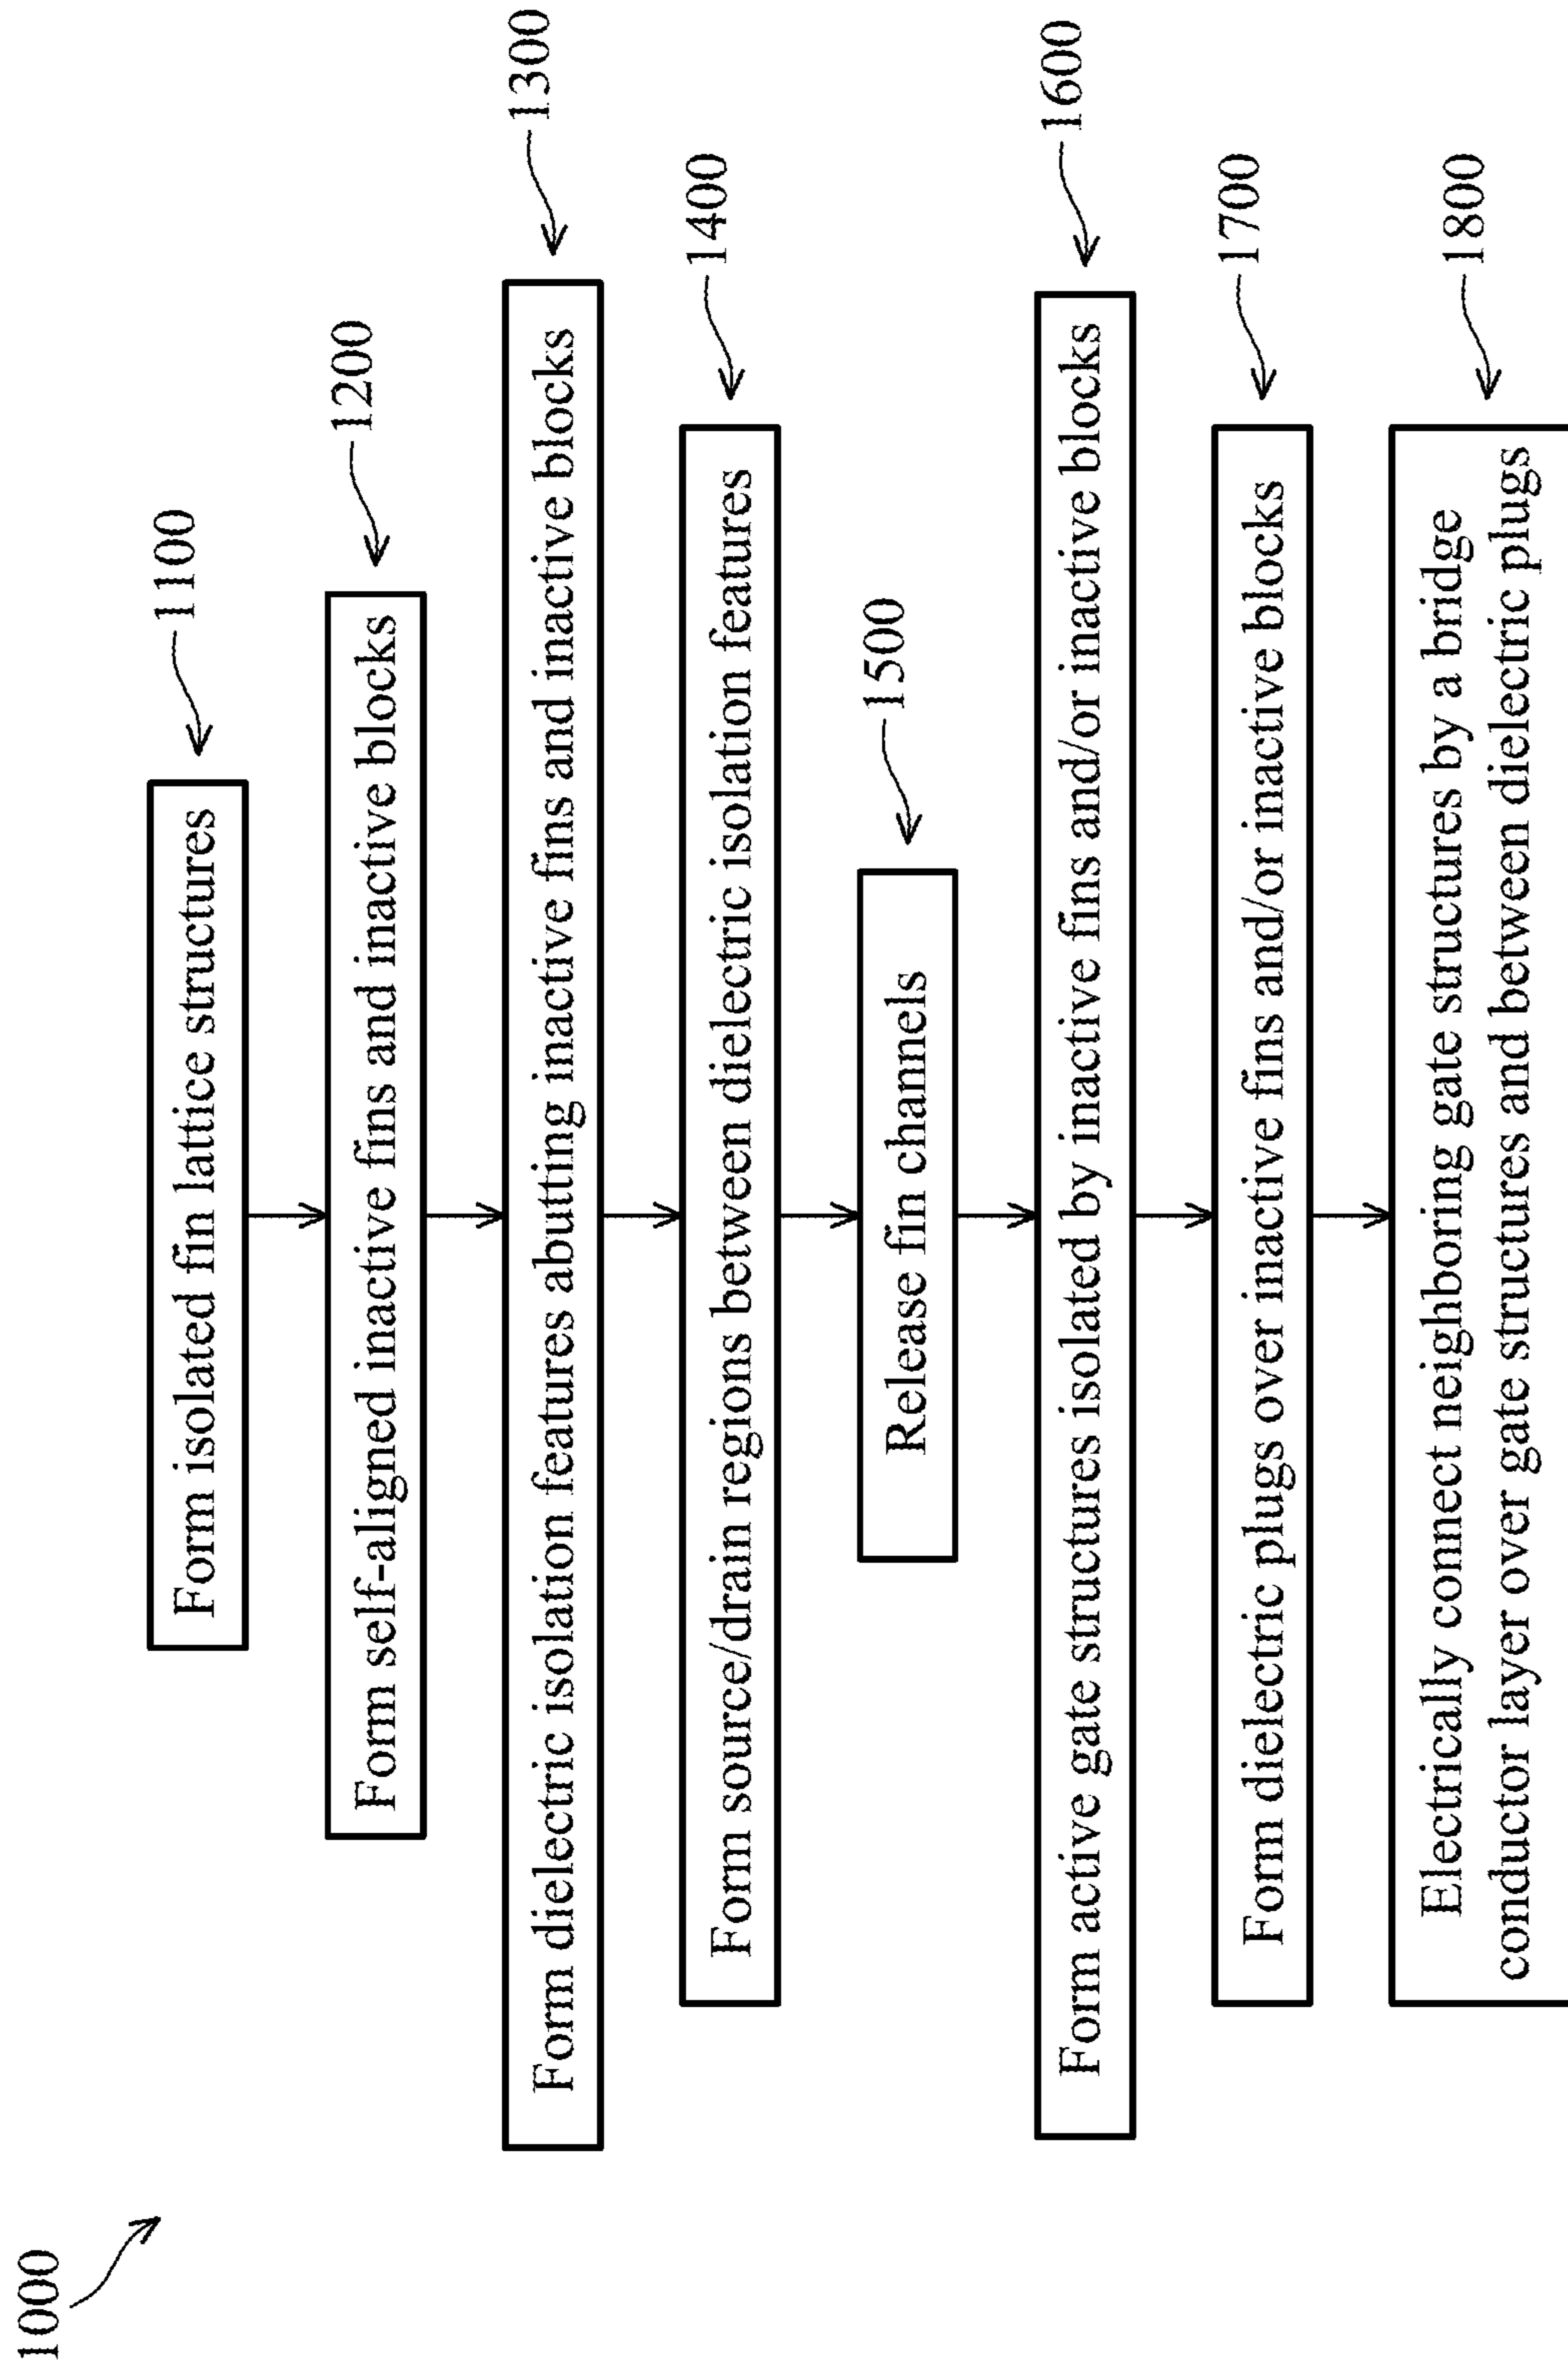 1000
Form isolated fin lattice structures
1100
Form self-aligned inactive fins and inactive blocks
1200
Form dielectric isolation features abutting inactive fins and inactive blocks
1300
Form source/drain regions between dielectric isolation features
1400
Release fin channels
1500
Form active gate structures isolated by inactive fins and/or inactive blocks
1600
Form dielectric plugs over inactive fins and/or inactive blocks
1700
Electrically connect neighboring gate structures by a bridge
conductor layer over gate structures and between dielectric plugs
1800